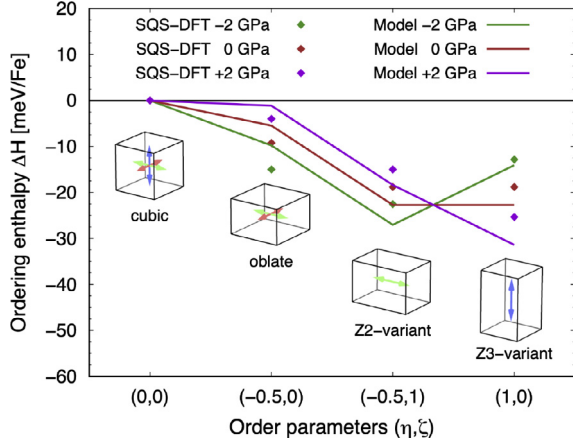 SQS-DFT −2 GPa
SQS-DFT 0 GPa
SQS-DFT +2 GPa
Model −2 GPa
Model 0 GPa
Model +2 GPa
Ordering enthalpy ΔH [meV/Fe]
20
10
0
−10
−20
−30
−40
−50
−60
cubic
oblate
Z2−variant
Z3−variant
(0,0)
(−0.5,0)
(−0.5,1)
(1,0)
Order parameters (η,ζ)